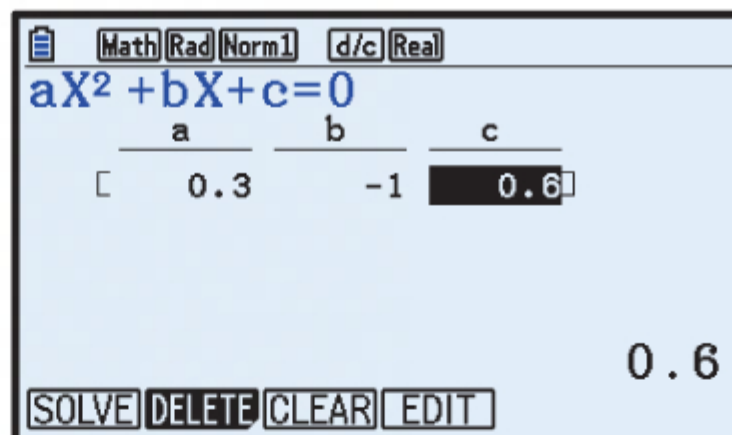 Math Rad Norm1 d/c Real
aX²+bX+c=0
a b c
[ 0.3 -1 0.6 ]
0.6
SOLVE DELETE CLEAR EDIT